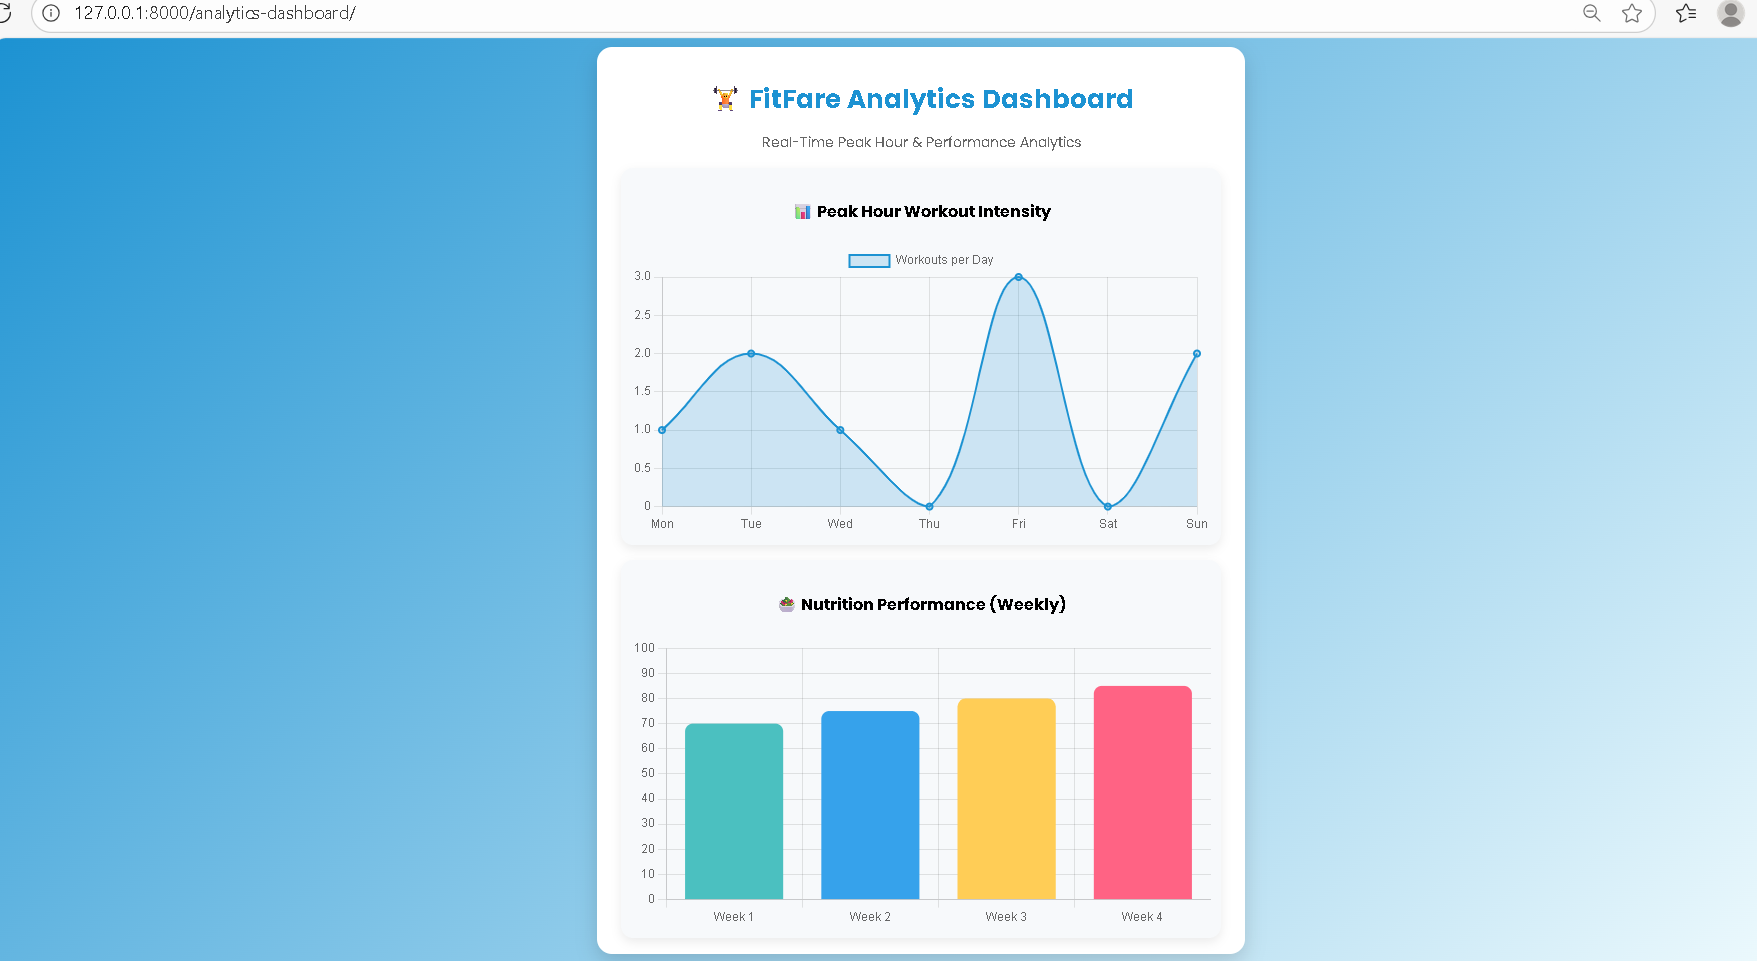 127.0.0.1:8000/analytics-dashboard/
FitFare Analytics Dashboard
Real-Time Peak Hour & Performance Analytics
Peak Hour Workout Intensity
Workouts per Day
3.0
2.5
2.0
1.5
1.0
0.5
0
Mon Tue Wed Thu Fri Sat Sun
Nutrition Performance (Weekly)
100
90
80
70
60
50
40
30
20
10
0
Week 1 Week 2 Week 3 Week 4